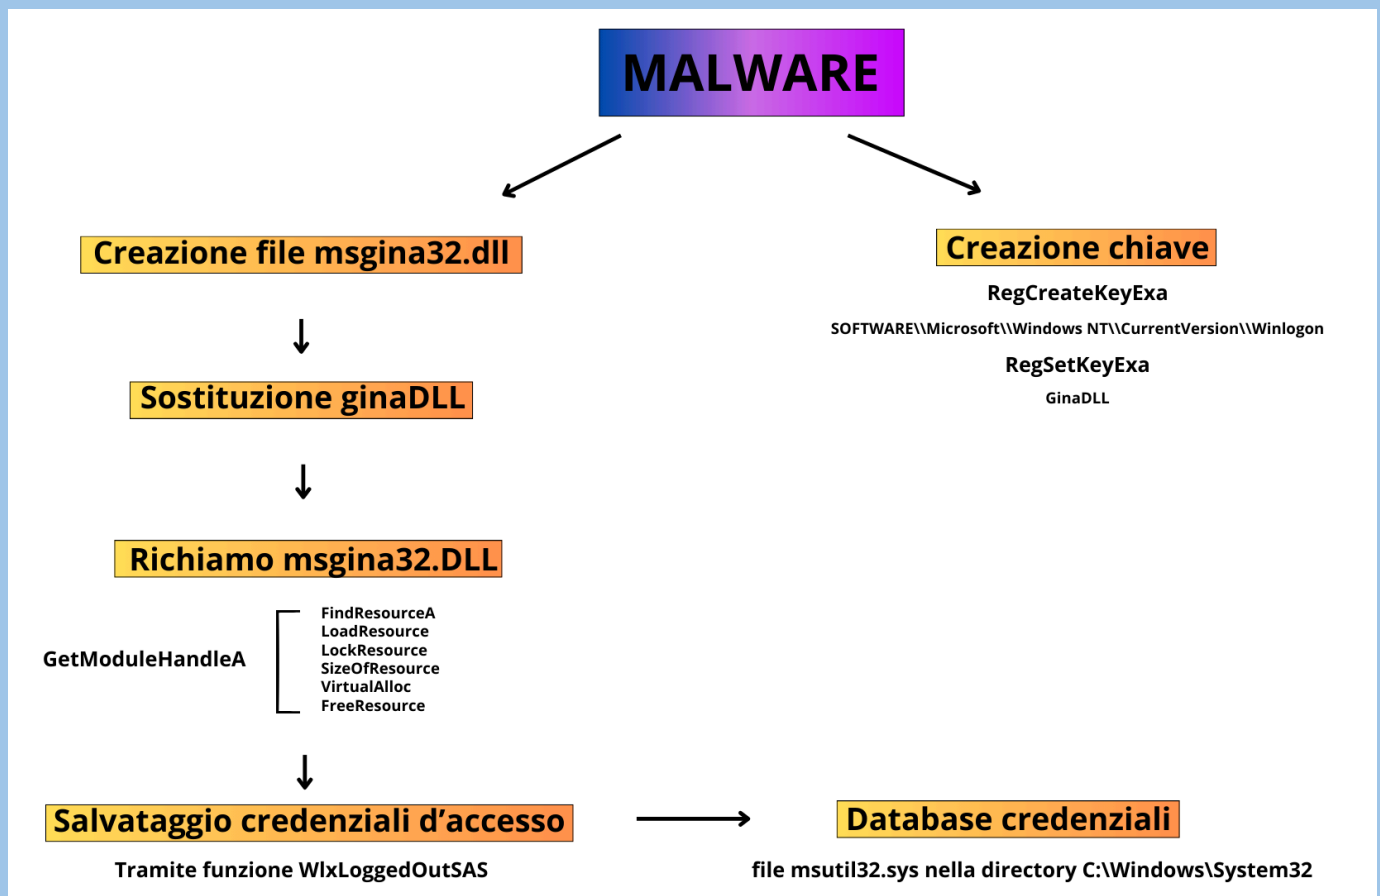 MALWARE
Creazione file msgina32.dll
Creazione chiave
RegCreateKeyExa
SOFTWARE\\Microsoft\\Windows NT\\CurrentVersion\\Winlogon
RegSetKeyExa
GinaDLL
Sostituzione ginaDLL
Richiamo msgina32.DLL
GetModuleHandleA
FindResourceA
LoadResource
LockResource
SizeOfResource
VirtualAlloc
FreeResource
Salvataggio credenziali d’accesso
Tramite funzione WlxLoggedOutSAS
Database credenziali
file msutil32.sys nella directory C:\Windows\System32